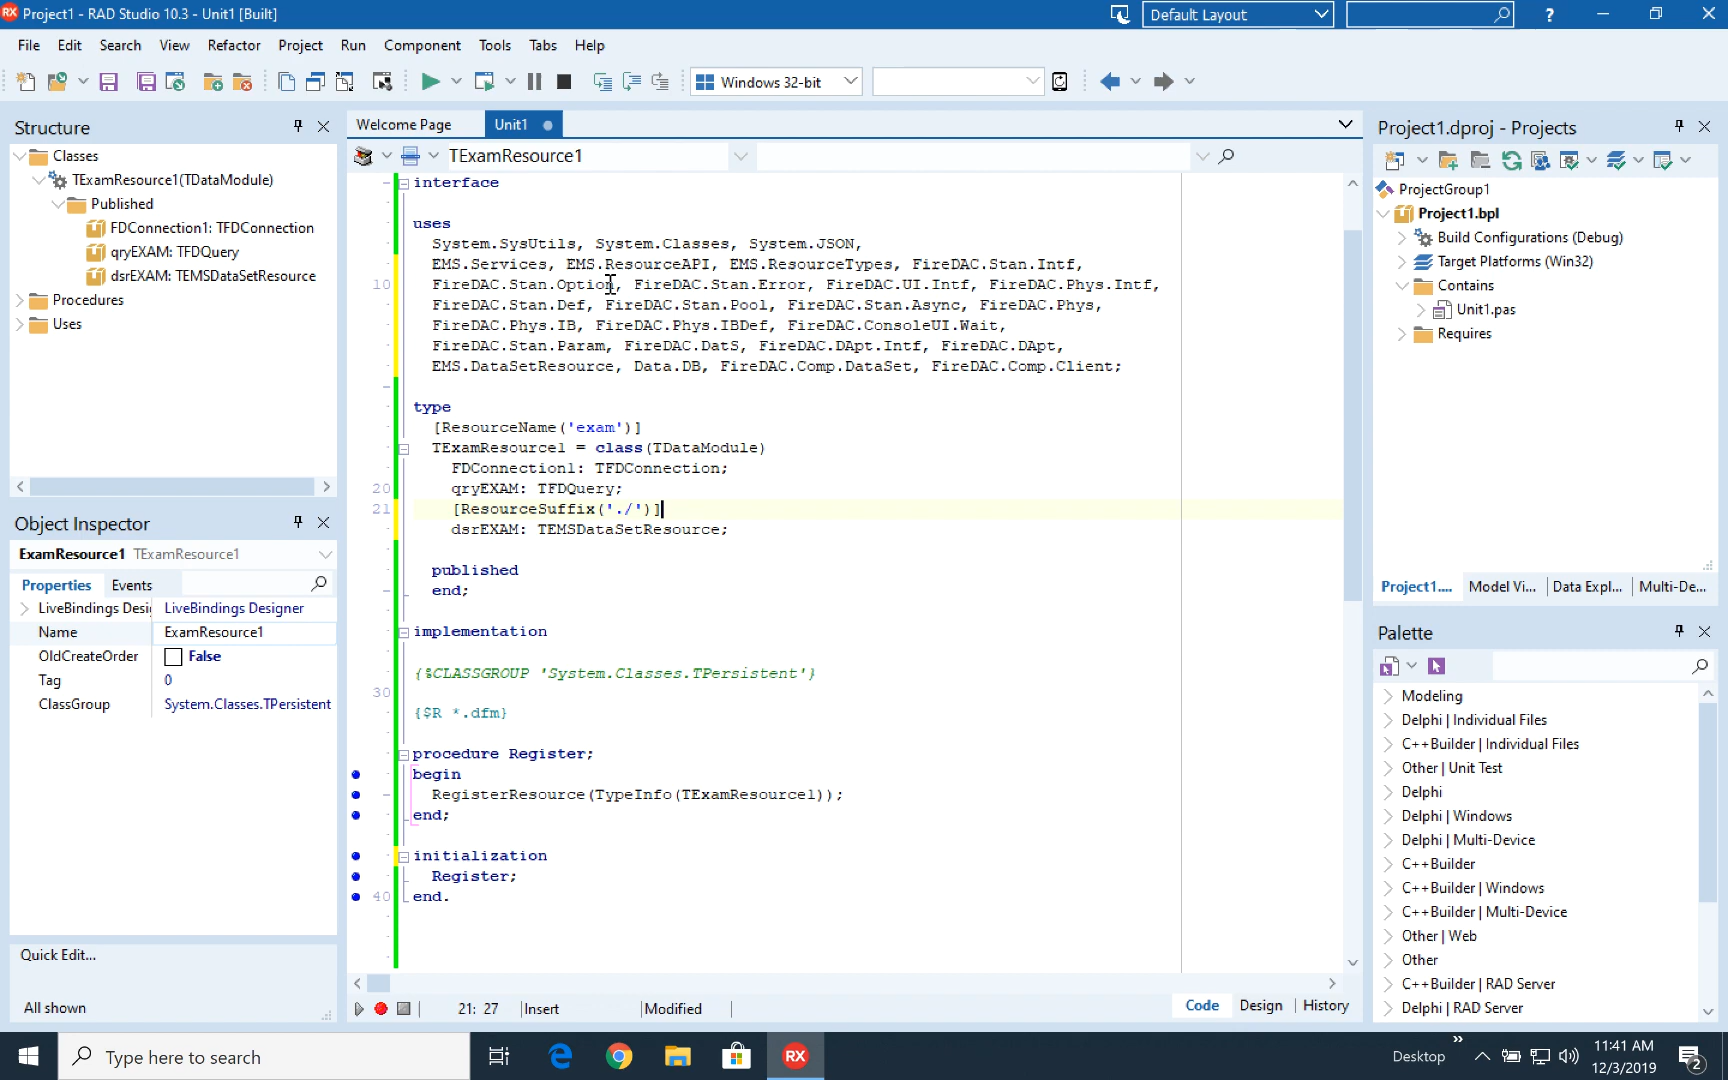 Project1 - RAD Studio 10.3 - Unit1 [Built]
Default Layout
File Edit Search View Refactor Project Run Component Tools Tabs Help
Windows 32-bit
Structure
Classes
TExamResource1(TDataModule)
Published
FDConnection1: TFDConnection
qryEXAM: TFDQuery
dsrEXAM: TEMSDataSetResource
Procedures
Uses
Object Inspector
ExamResource1 TExamResource1
Properties Events
LiveBindings Desi LiveBindings Designer
Name ExamResource1
OldCreateOrder False
Tag 0
ClassGroup System.Classes.TPersistent
Quick Edit...
All shown
Welcome Page Unit1
TExamResource1
interface
uses
System.SysUtils, System.Classes, System.JSON,
EMS.Services, EMS.ResourceAPI, EMS.ResourceTypes, FireDAC.Stan.Intf,
10 FireDAC.Stan.Option, FireDAC.Stan.Error, FireDAC.UI.Intf, FireDAC.Phys.Intf,
FireDAC.Stan.Def, FireDAC.Stan.Pool, FireDAC.Stan.Async, FireDAC.Phys,
FireDAC.Phys.IB, FireDAC.Phys.IBDef, FireDAC.ConsoleUI.Wait,
FireDAC.Stan.Param, FireDAC.DatS, FireDAC.DApt.Intf, FireDAC.DApt,
EMS.DataSetResource, Data.DB, FireDAC.Comp.DataSet, FireDAC.Comp.Client;
type
[ResourceName('exam')]
TExamResource1 = class(TDataModule)
FDConnection1: TFDConnection;
20 qryEXAM: TFDQuery;
21 [ResourceSuffix('./')]
dsrEXAM: TEMSDataSetResource;
published
end;
implementation
{%CLASSGROUP 'System.Classes.TPersistent'}
30
{$R *.dfm}
procedure Register;
begin
RegisterResource(TypeInfo(TExamResource1));
end;
initialization
Register;
40 end.
21: 27 Insert Modified
Code Design History
Project1.dproj - Projects
ProjectGroup1
Project1.bpl
Build Configurations (Debug)
Target Platforms (Win32)
Contains
Unit1.pas
Requires
Project1.... Model Vi... Data Expl... Multi-De...
Palette
Modeling
Delphi | Individual Files
C++Builder | Individual Files
Other | Unit Test
Delphi
Delphi | Windows
Delphi | Multi-Device
C++Builder
C++Builder | Windows
C++Builder | Multi-Device
Other | Web
Other
C++Builder | RAD Server
Delphi | RAD Server
Type here to search
RX
Desktop
11:41 AM
12/3/2019
2